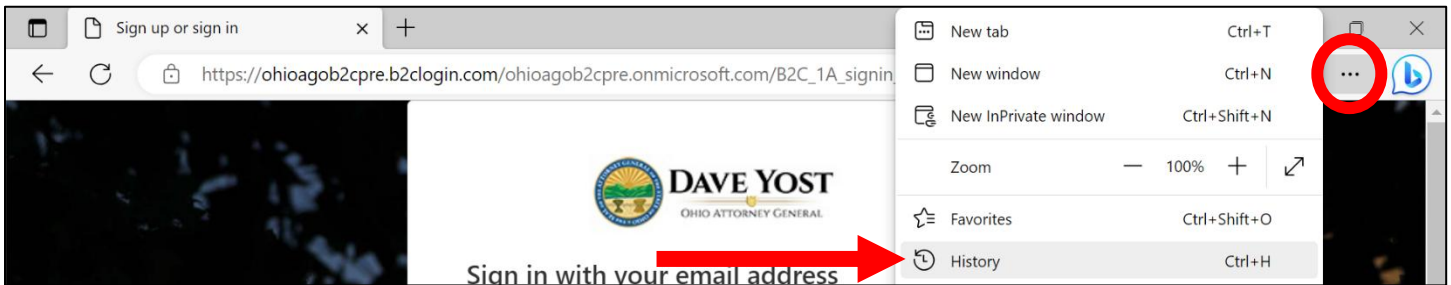 Sign up or sign in
https://ohioagob2cpre.b2clogin.com/ohioagob2cpre.onmicrosoft.com/B2C_1A_signin_
DAVE YOST
OHIO ATTORNEY GENERAL
Sign in with your email address
New tab Ctrl+T
New window Ctrl+N
New InPrivate window Ctrl+Shift+N
Zoom — 100% +
Favorites Ctrl+Shift+O
History Ctrl+H